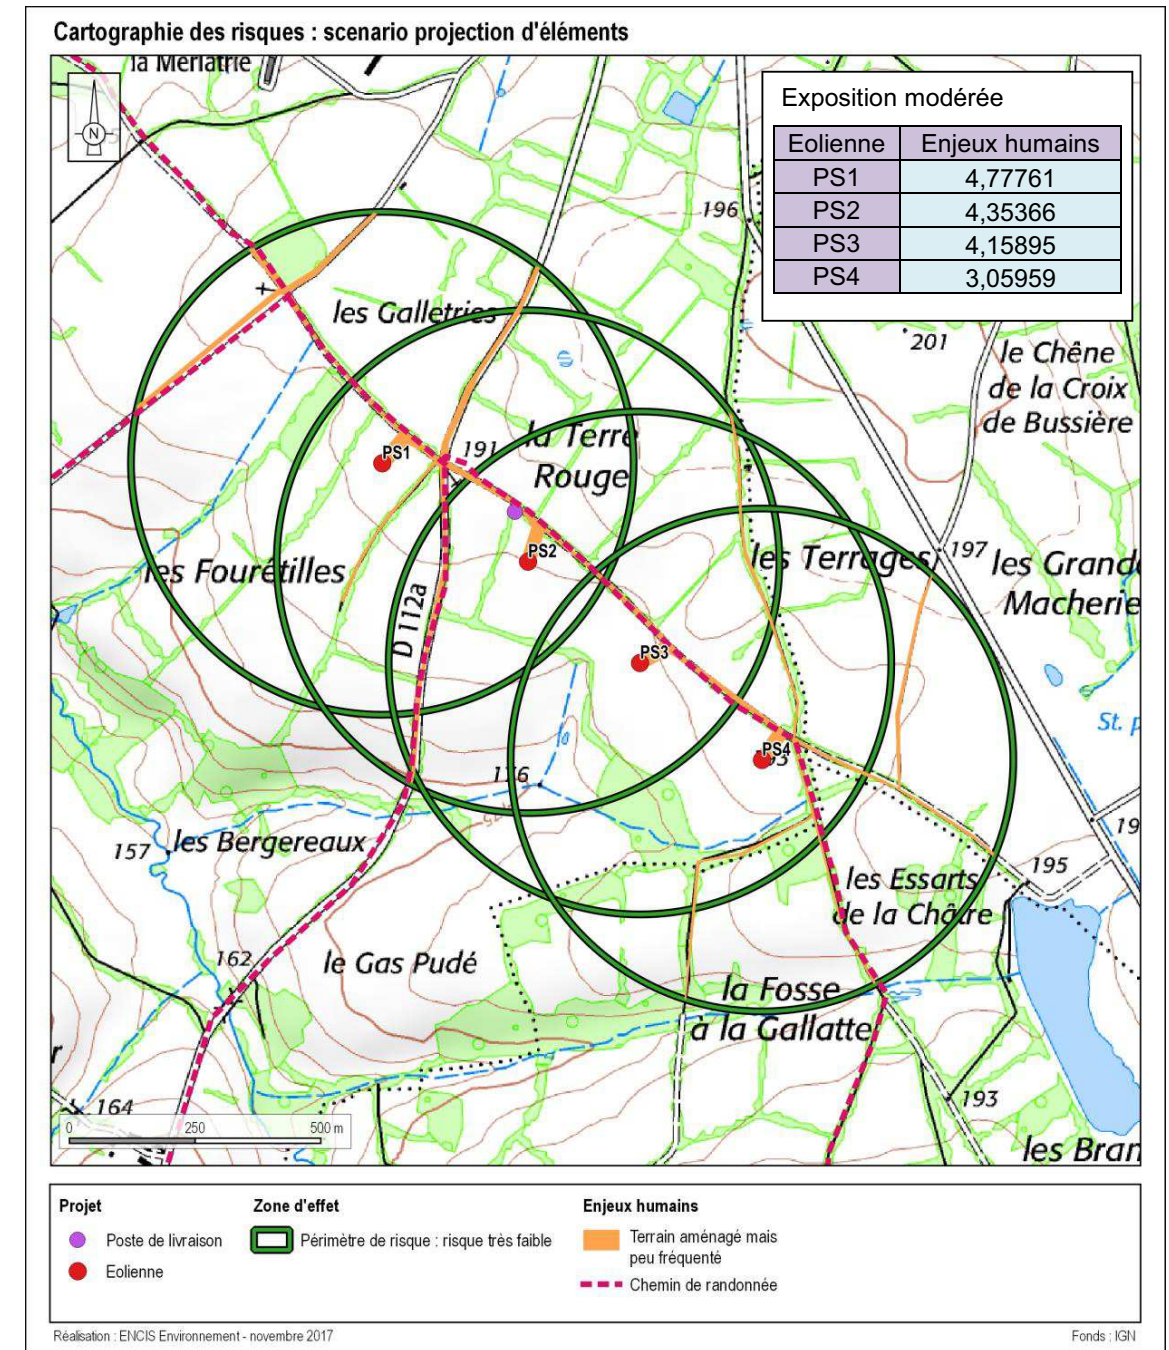 Cartographie des risques : scenario projection d'éléments
la Merlatrie
N
Exposition modérée
Eolienne Enjeux humains
PS1 4,77761
PS2 4,35366
PS3 4,15895
PS4 3,05959
196
201
les Galletries
le Chêne
de la Croix
de Bussière
191
la Terre
Rouge
PS1
PS2
les Fourétilles
les Terrages
197
les Grande
Macherie
D 112a
PS3
St. p
PS4
176
les Bergereaux
157
19
195
les Essarts
de la Châtre
le Gas Pudé
162
la Fosse
à la Gallatte
r
164
193
les Bran
0 250 500 m
Projet
Poste de livraison
Eolienne
Zone d'effet
Périmètre de risque : risque très faible
Enjeux humains
Terrain aménagé mais
peu fréquenté
Chemin de randonnée
Réalisation : ENCIS Environnement - novembre 2017
Fonds : IGN